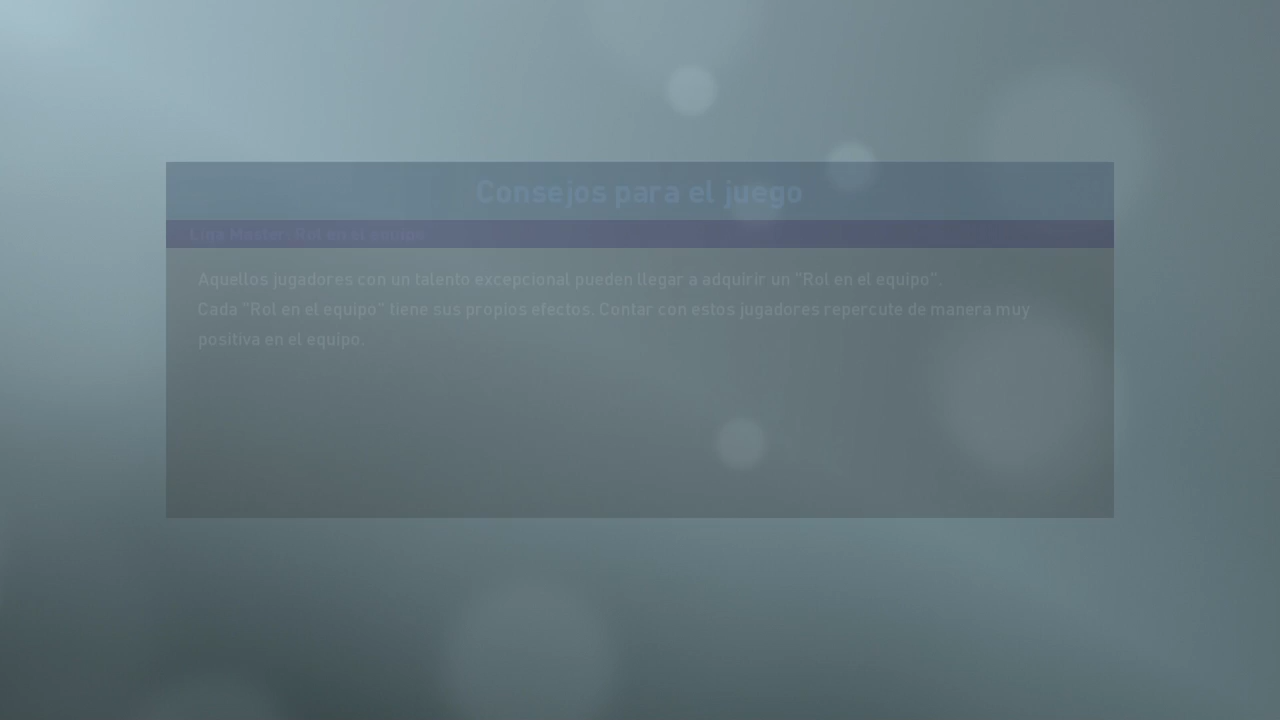 Consejos para el juego
Liga Master: Rol en el equipo
Aquellos jugadores con un talento excepcional pueden llegar a adquirir un "Rol en el equipo".
Cada "Rol en el equipo" tiene sus propios efectos. Contar con estos jugadores repercute de manera muy
positiva en el equipo.